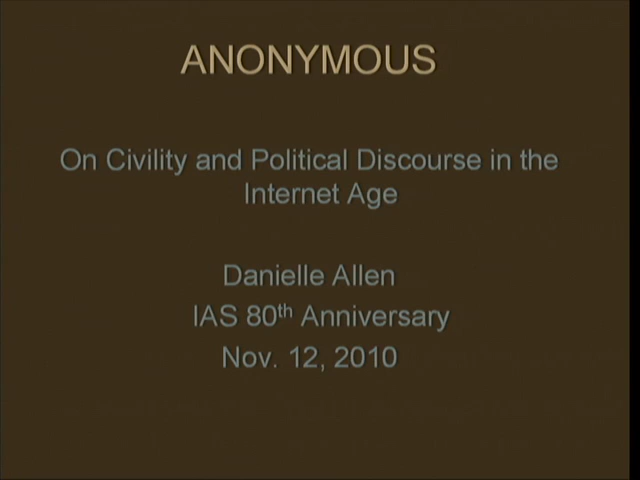 ANONYMOUS
On Civility and Political Discourse in the
Internet Age
Danielle Allen
IAS 80th Anniversary
Nov. 12, 2010